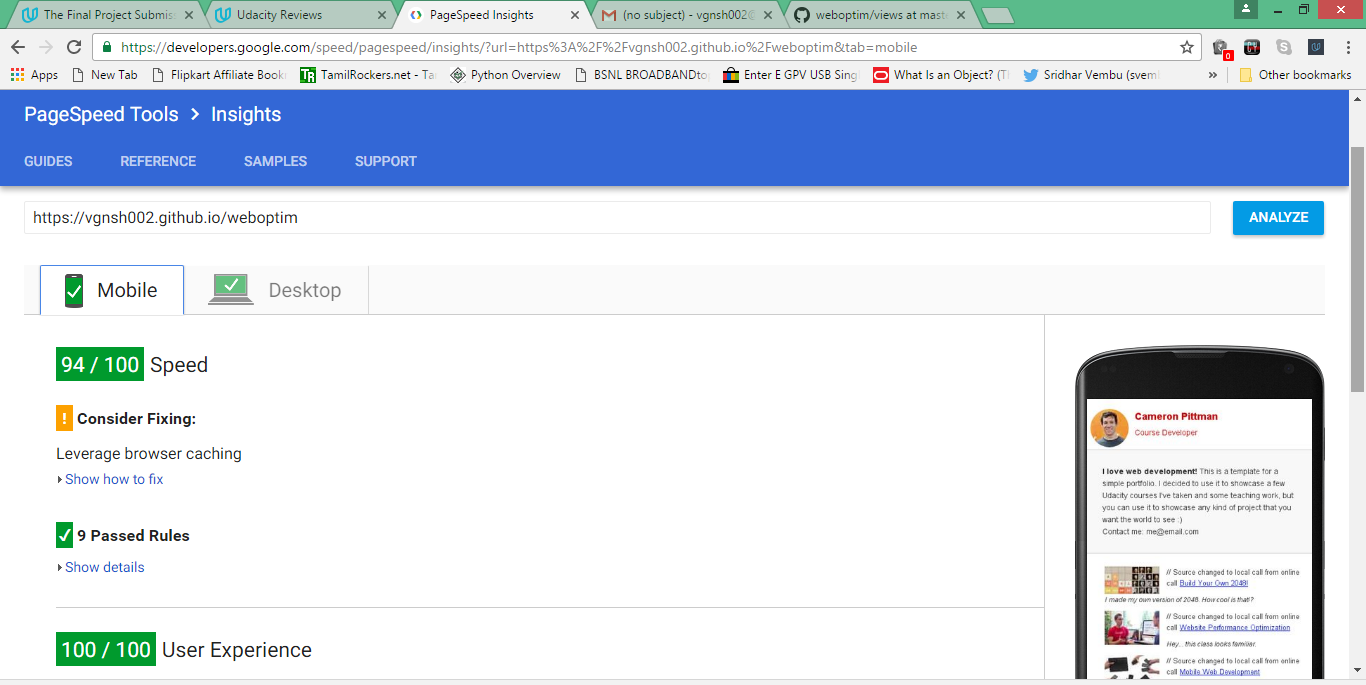 The Final Project Submiss
Udacity Reviews
PageSpeed Insights
(no subject) - vgnsh002@
weboptim/views at mast
https://developers.google.com/speed/pagespeed/insights/?url=https%3A%2F%2Fvgnsh002.github.io%2Fweboptim&tab=mobile
0
Apps
New Tab
Flipkart Affiliate Book
TR
TamilRockers.net - Ta
Python Overview
BSNL BROADBANDto
Enter E GPV USB Sing
What Is an Object? (T
Sridhar Vembu (svem
»
Other bookmarks
PageSpeed Tools > Insights
GUIDES
REFERENCE
SAMPLES
SUPPORT
https://vgnsh002.github.io/weboptim
ANALYZE
Mobile
Desktop
94 / 100 Speed
! Consider Fixing:
Leverage browser caching
Show how to fix
9 Passed Rules
Show details
100 / 100 User Experience
Cameron Pittman
Course Developer
I love web development! This is a template for a
simple portfolio. I decided to use it to showcase a few
Udacity courses I've taken and some teaching work, but
you can use it to showcase any kind of project that you
want the world to see :)
Contact me: me@email.com
// Source changed to local call from online
call Build Your Own 2048!
I made my own version of 2048. How cool is that!?
// Source changed to local call from online
call Website Performance Optimization
Hey... this class looks familiar.
// Source changed to local call from online
call Mobile Web Development